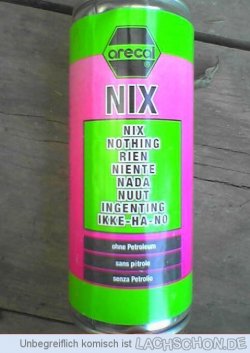 arecal
NIX
NIX
NOTHING
RIEN
NIENTE
NADA
NUUT
INGENTING
IKKE-HA-NO
ohne Petroleum
sans pétrole
senza Petrolio
Unbegreiflich komisch ist LACHSCHON.DE